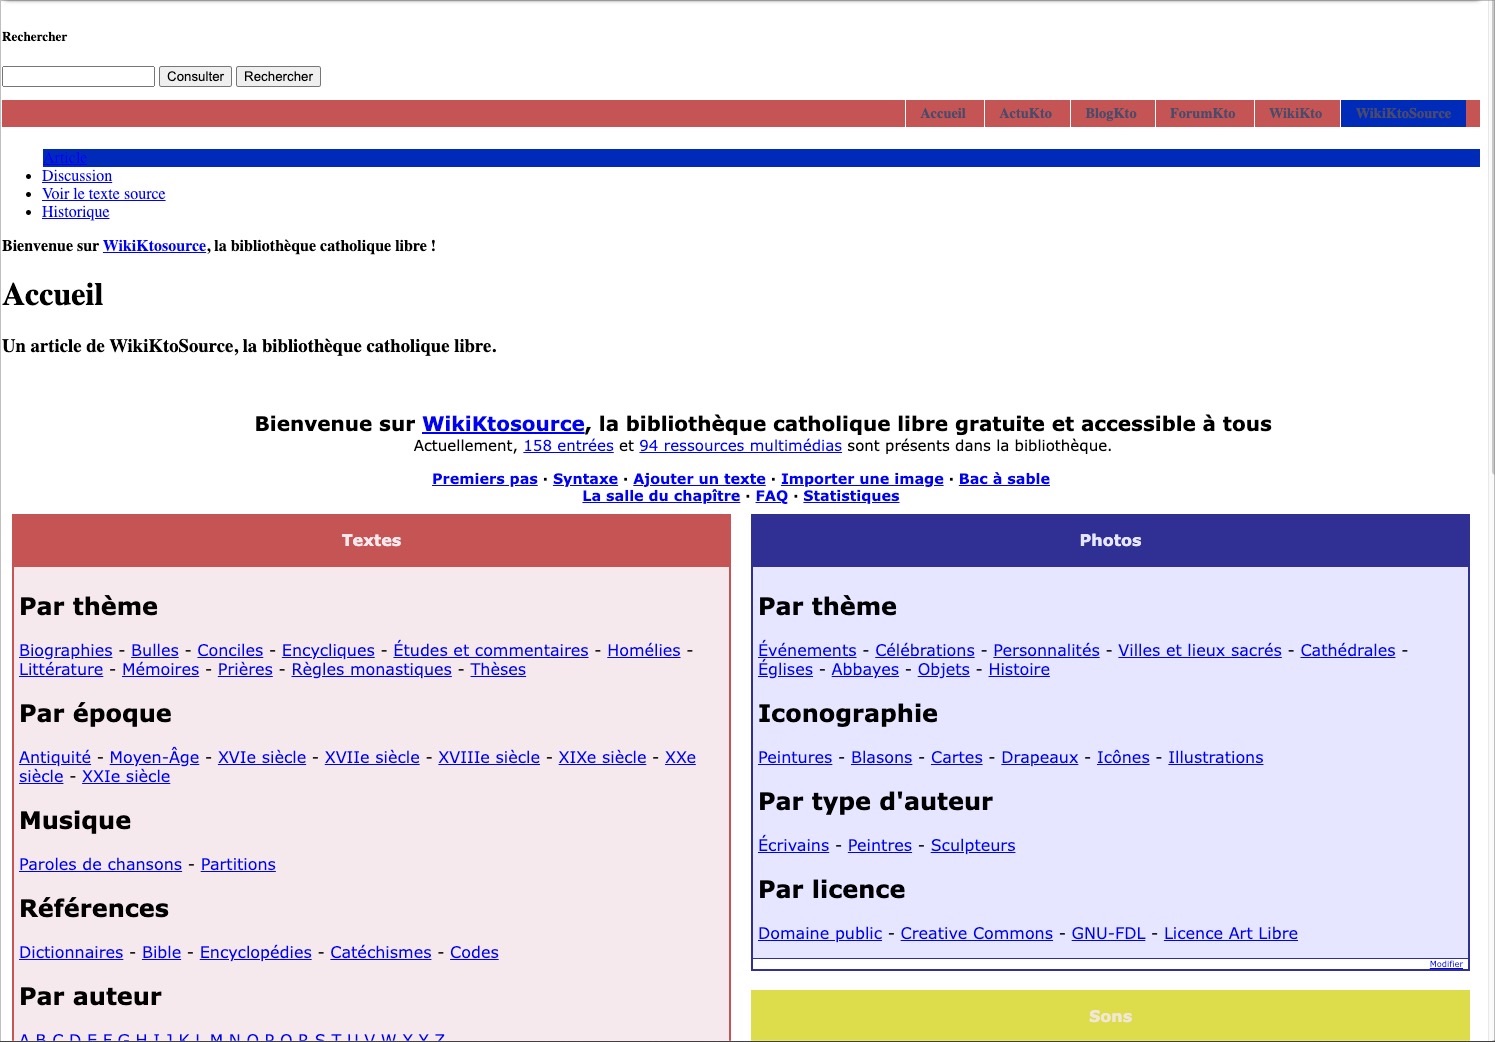 Rechercher
Consulter Rechercher
Accueil ActuKto BlogKto ForumKto WikiKto WikiKtoSource
Article
Discussion
Voir le texte source
Historique
Bienvenue sur WikiKtosource, la bibliothèque catholique libre !
Accueil
Un article de WikiKtoSource, la bibliothèque catholique libre.
Bienvenue sur WikiKtosource, la bibliothèque catholique libre gratuite et accessible à tous
Actuellement, 158 entrées et 94 ressources multimédias sont présents dans la bibliothèque.
Premiers pas · Syntaxe · Ajouter un texte · Importer une image · Bac à sable
La salle du chapître · FAQ · Statistiques
Textes
Par thème
Biographies - Bulles - Conciles - Encycliques - Études et commentaires - Homélies -
Littérature - Mémoires - Prières - Règles monastiques - Thèses
Par époque
Antiquité - Moyen-Âge - XVIe siècle - XVIIe siècle - XVIIIe siècle - XIXe siècle - XXe
siècle - XXIe siècle
Musique
Paroles de chansons - Partitions
Références
Dictionnaires - Bible - Encyclopédies - Catéchismes - Codes
Par auteur
A B C D E F G H I J K L M N O P Q R S T U V W X Y Z
Photos
Par thème
Événements - Célébrations - Personnalités - Villes et lieux sacrés - Cathédrales -
Églises - Abbayes - Objets - Histoire
Iconographie
Peintures - Blasons - Cartes - Drapeaux - Icônes - Illustrations
Par type d'auteur
Écrivains - Peintres - Sculpteurs
Par licence
Domaine public - Creative Commons - GNU-FDL - Licence Art Libre
Modifier
Sons